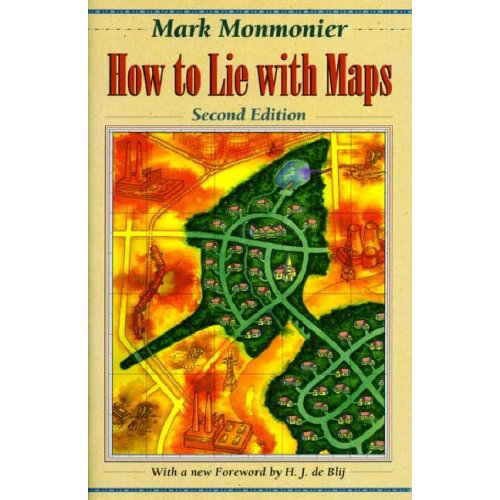 Mark Monmonier
How to Lie with Maps
Second Edition
With a new Foreword by H. J. de Blij